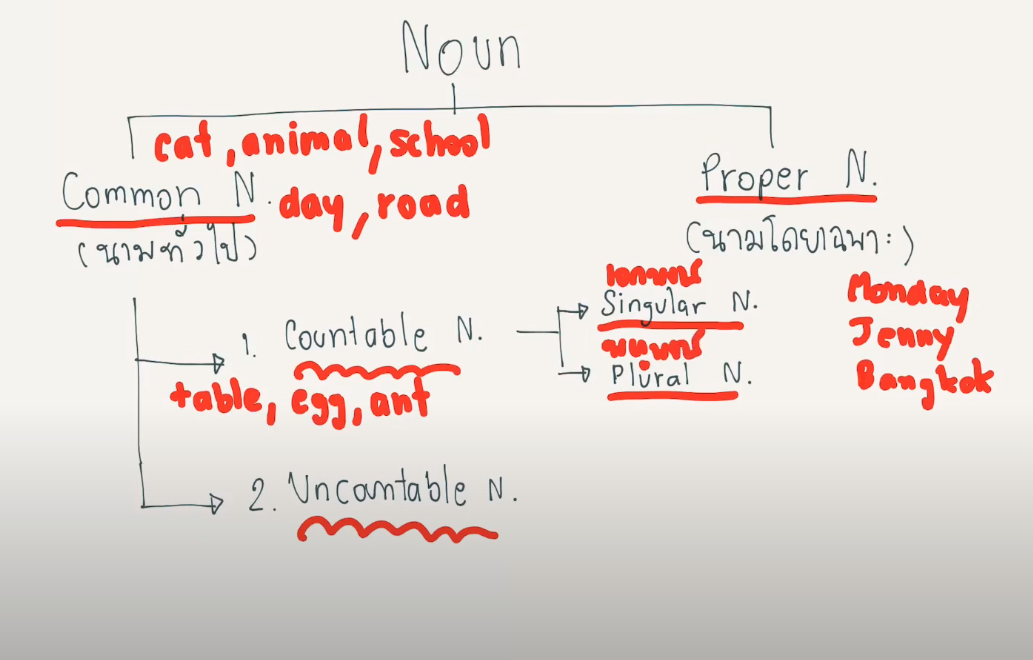 Noun
cat, animal, school
Common N. day, road
(นามทั่วไป)
Proper N.
(นามโดยเฉพาะ)
Monday
Jenny
Bangkok
1. Countable N.
table, egg, ant
เอกพจน์
Singular N.
พหูพจน์
Plural N.
2. Uncountable N.